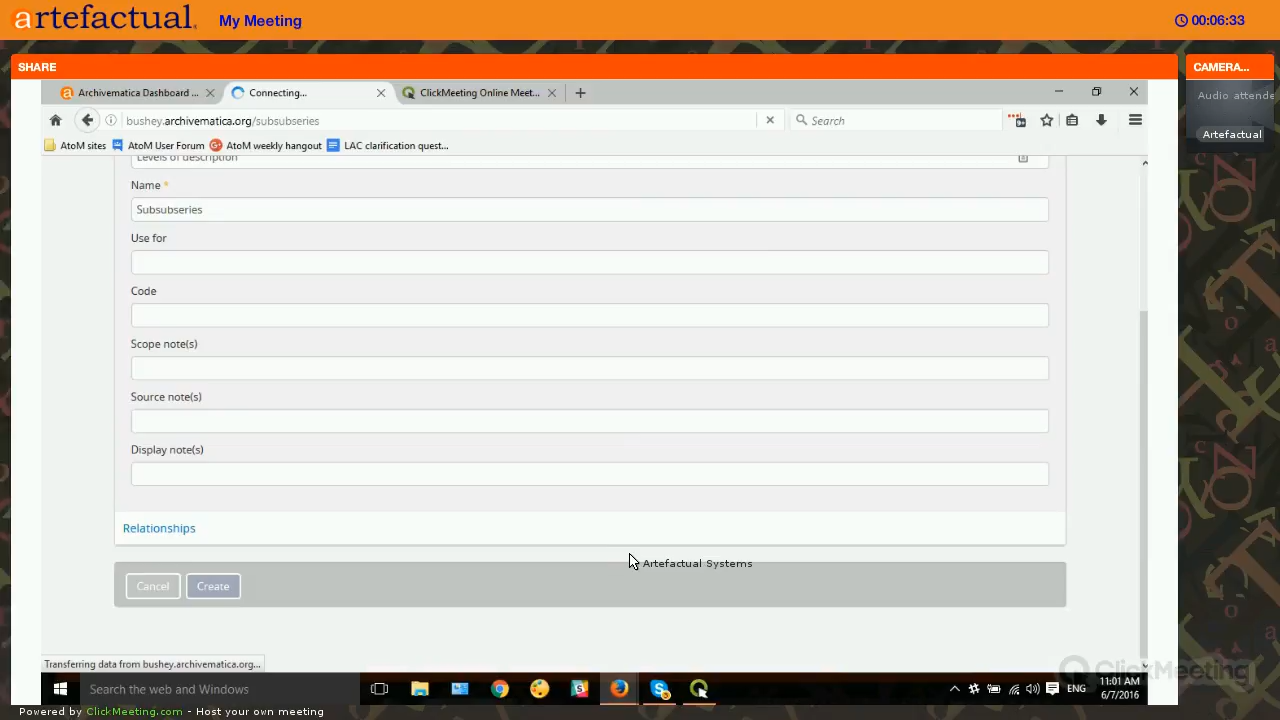 artefactual
My Meeting
00:06:33
SHARE
CAMERA...
Archivematica Dashboard ...
Connecting...
ClickMeeting Online Meet...
bushey.archivematica.org/subsubseries
Search
AtoM sites
AtoM User Forum
AtoM weekly hangout
LAC clarification quest...
Audio attende
Artefactual
Levels of description
Name *
Subsubseries
Use for
Code
Scope note(s)
Source note(s)
Display note(s)
Relationships
Artefactual Systems
Cancel
Create
Transferring data from bushey.archivematica.org...
ClickMeeting
Search the web and Windows
ENG
11:01 AM
6/7/2016
Powered by ClickMeeting.com - Host your own meeting